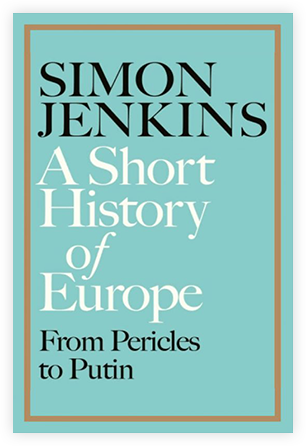 SIMON
JENKINS
A Short
History
of
Europe
From Pericles
to Putin